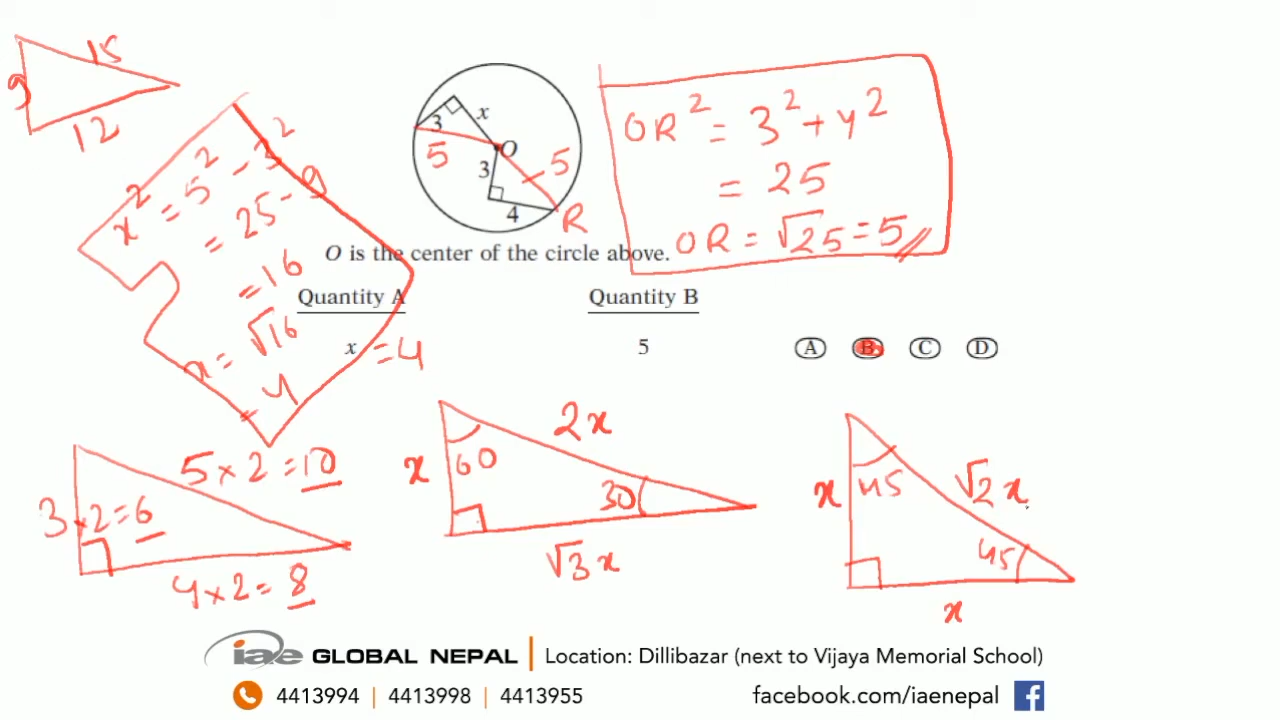 15
9
12
x² = 5² - 3²
= 25 - 9
= 16
x = √16
= 4
3
x
O
5
5
3
4
R
OR² = 3² + 4²
= 25
OR = √25 = 5
O is the center of the circle above.
Quantity A
Quantity B
x = 4
5
A B C D
5 × 2 = 10
3 × 2 = 6
4 × 2 = 8
2x
x
60
30
√3 x
x
45
√2 x
45
x
iae GLOBAL NEPAL | Location: Dillibazar (next to Vijaya Memorial School)
4413994 | 4413998 | 4413955
facebook.com/iaenepal